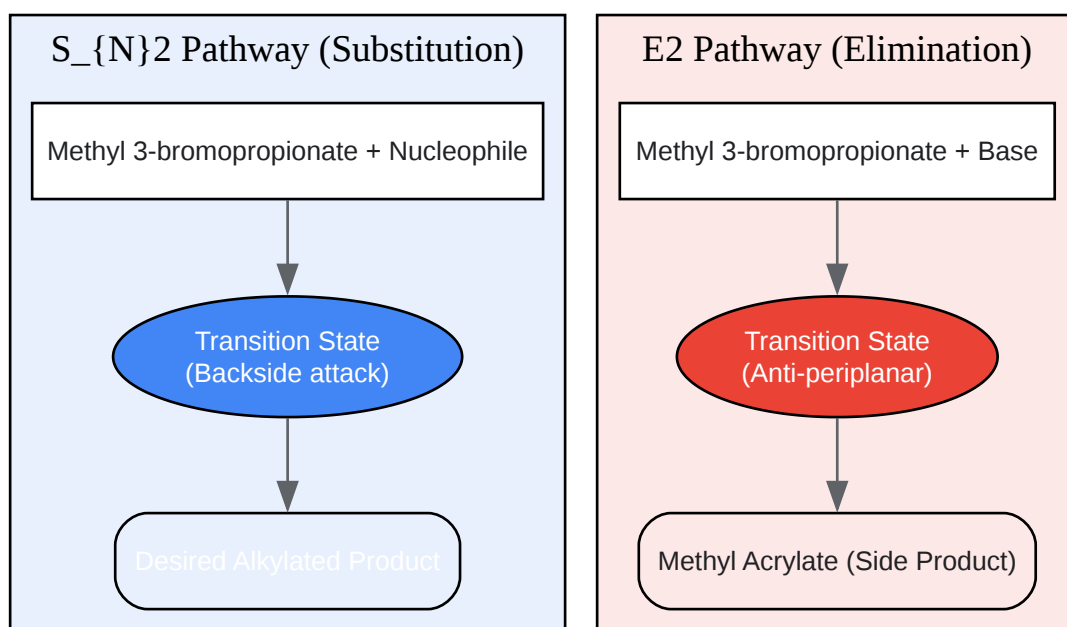 S_{N}2 Pathway (Substitution)
Methyl 3-bromopropionate + Nucleophile
Transition State
(Backside attack)
Desired Alkylated Product
E2 Pathway (Elimination)
Methyl 3-bromopropionate + Base
Transition State
(Anti-periplanar)
Methyl Acrylate (Side Product)